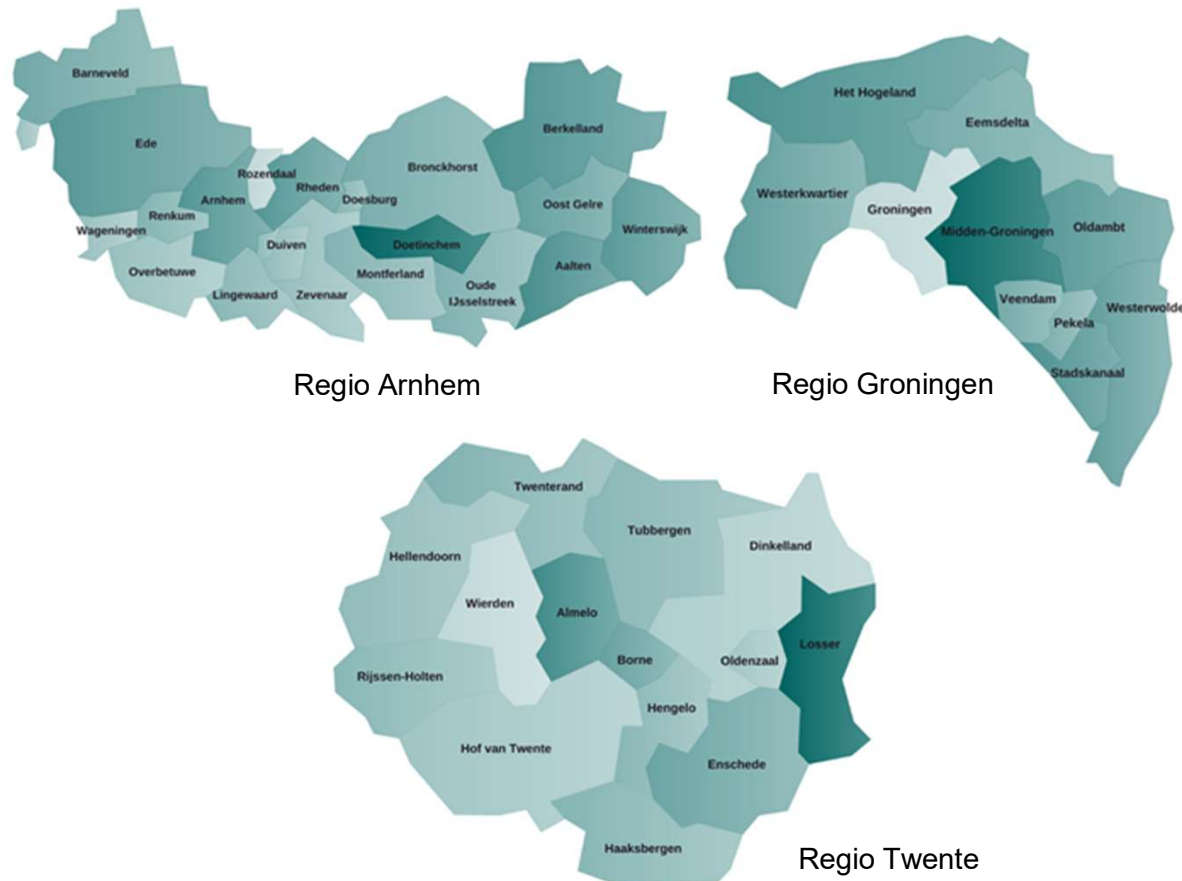 Barneveld
Ede
Berkelland
Bronckhorst
Rozendaal
Rheden
Arnhem
Doesburg
Oost Gelre
Renkum
Wageningen
Winterswijk
Duiven
Doetinchem
Overbetuwe
Montferland
Aalten
Oude
IJsselstreek
Lingewaard
Zevenaar
Regio Arnhem
Het Hogeland
Eemsdelta
Westerkwartier
Groningen
Midden-Groningen
Oldambt
Veendam
Westerwolde
Pekela
Stadskanaal
Regio Groningen
Twenterand
Tubbergen
Dinkelland
Hellendoorn
Wierden
Almelo
Losser
Borne
Oldenzaal
Rijssen-Holten
Hengelo
Hof van Twente
Enschede
Haaksbergen
Regio Twente